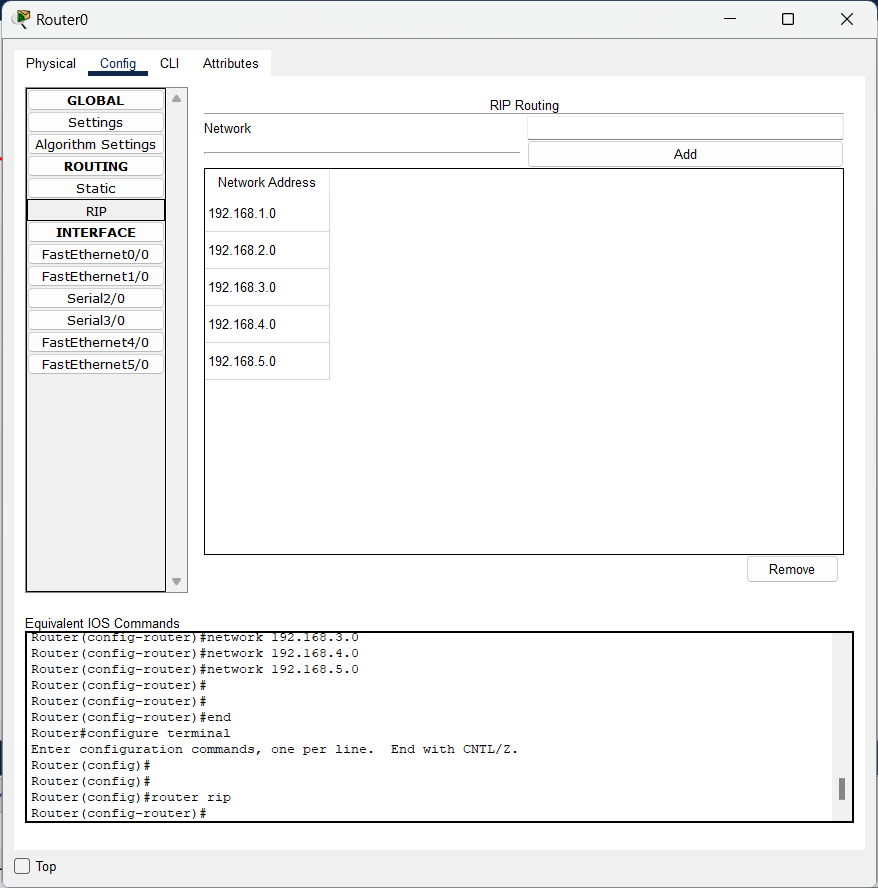 Router0
Physical Config CLI Attributes
GLOBAL
Settings
Algorithm Settings
ROUTING
Static
RIP
INTERFACE
FastEthernet0/0
FastEthernet1/0
Serial2/0
Serial3/0
FastEthernet4/0
FastEthernet5/0
RIP Routing
Network
Add
Network Address
192.168.1.0
192.168.2.0
192.168.3.0
192.168.4.0
192.168.5.0
Remove
Equivalent IOS Commands
Router(config-router)#network 192.168.3.0
Router(config-router)#network 192.168.4.0
Router(config-router)#network 192.168.5.0
Router(config-router)#
Router(config-router)#
Router(config-router)#end
Router#configure terminal
Enter configuration commands, one per line.  End with CNTL/Z.
Router(config)#
Router(config)#
Router(config)#router rip
Router(config-router)#
Top